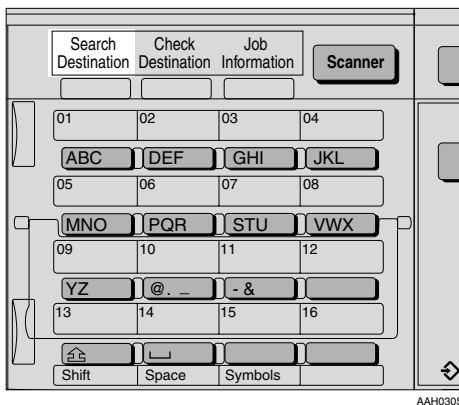 Search Destination
Check Destination
Job Information
Scanner
01 02 03 04
ABC DEF GHI JKL
05 06 07 08
MNO PQR STU VWX
09 10 11 12
YZ @. _ - &
13 14 15 16
Shift Space Symbols